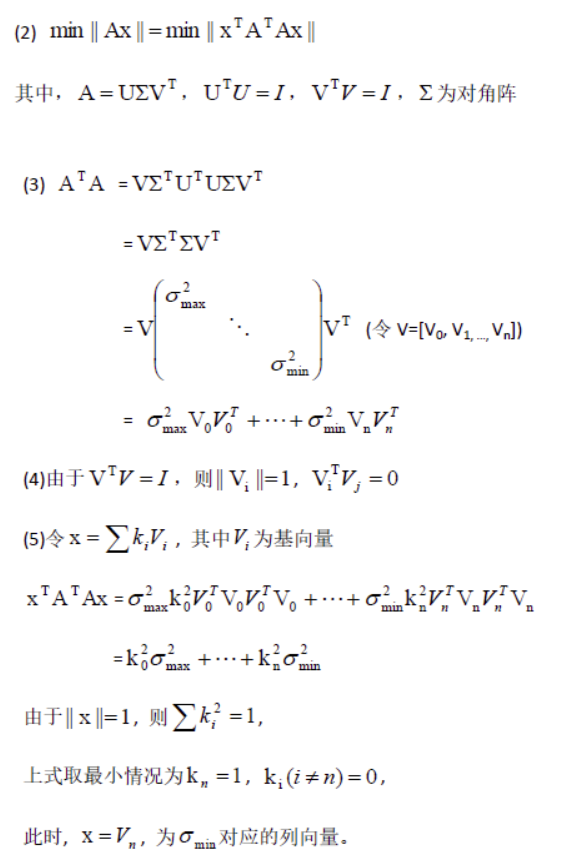 (2) min ‖ Ax ‖ = min ‖ xᵀAᵀAx ‖
其中，A = UΣVᵀ，UᵀU = I，VᵀV = I，Σ 为对角阵
(3) AᵀA = VΣᵀUᵀUΣVᵀ
= VΣᵀΣVᵀ
= V ( σ²max ⋱ σ²min ) Vᵀ (令 V=[V₀, V₁, ..., Vₙ])
= σ²max V₀V₀ᵀ + ⋯ + σ²min VₙVₙᵀ
(4)由于 VᵀV = I，则 ‖ Vᵢ ‖=1，VᵢᵀVⱼ = 0
(5)令 x = ∑ kᵢVᵢ，其中 Vᵢ 为基向量
xᵀAᵀAx = σ²max k₀²V₀ᵀV₀V₀ᵀV₀ + ⋯ + σ²min kₙ²VₙᵀVₙVₙᵀVₙ
= k₀²σ²max + ⋯ + kₙ²σ²min
由于 ‖ x ‖= 1，则 ∑ kᵢ² = 1，
上式取最小情况为 kₙ = 1，kᵢ (i ≠ n) = 0，
此时，x = Vₙ，为 σmin 对应的列向量。